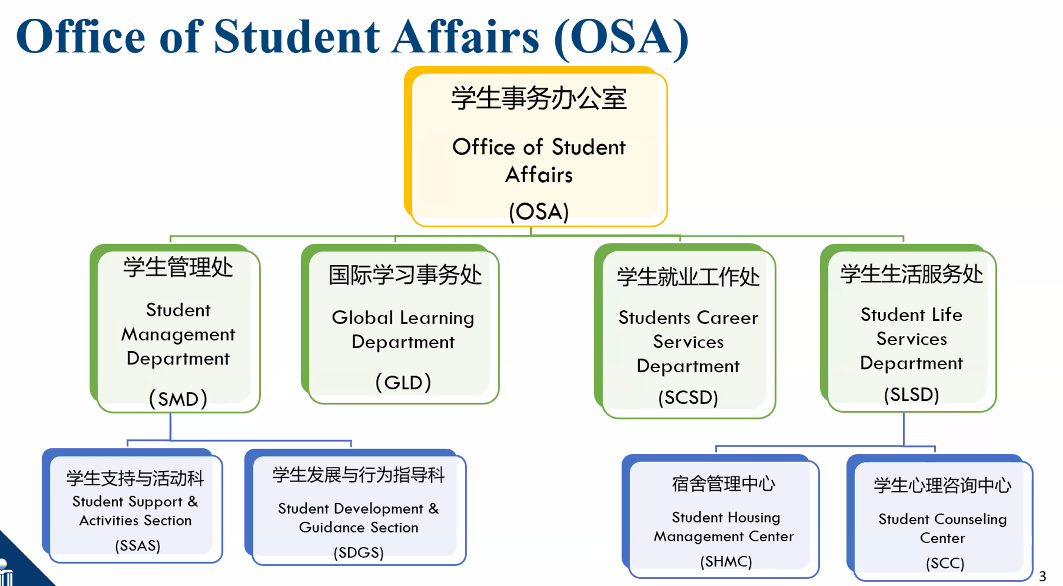 Office of Student Affairs (OSA)
学生事务办公室
Office of Student
Affairs
(OSA)
学生管理处
Student
Management
Department
（SMD）
国际学习事务处
Global Learning
Department
（GLD）
学生就业工作处
Students Career
Services
Department
(SCSD)
学生生活服务处
Student Life
Services
Department
(SLSD)
学生支持与活动科
Student Support &
Activities Section
(SSAS)
学生发展与行为指导科
Student Development &
Guidance Section
(SDGS)
宿舍管理中心
Student Housing
Management Center
(SHMC)
学生心理咨询中心
Student Counseling
Center
(SCC)
3